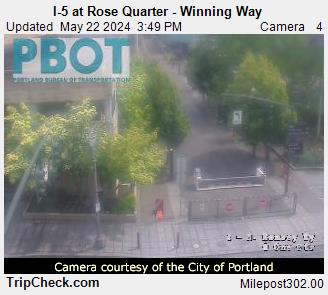 I-5 at Rose Quarter - Winning Way
Updated May 22 2024 3:49 PM Camera 4
PBOT
PORTLAND BUREAU OF TRANSPORTATION
Camera courtesy of the City of Portland
TripCheck.com Milepost302.00